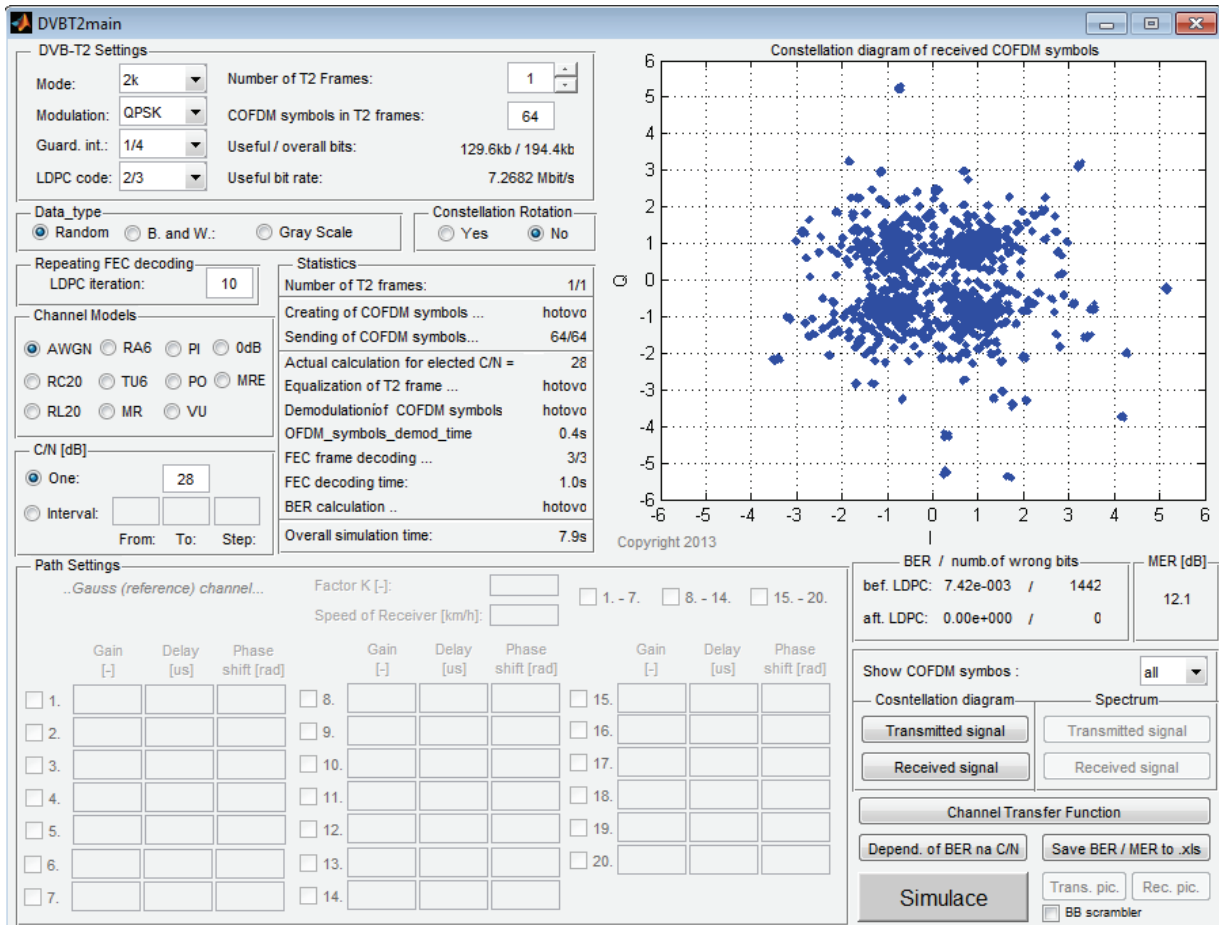 DVBT2main
DVB-T2 Settings
Mode: 2k Number of T2 Frames: 1
Modulation: QPSK COFDM symbols in T2 frames: 64
Guard. int.: 1/4 Useful / overall bits: 129.6kb / 194.4kb
LDPC code: 2/3 Useful bit rate: 7.2682 Mbit/s
Data_type
Random B. and W.: Gray Scale
Constellation Rotation
Yes No
Repeating FEC decoding
LDPC iteration: 10
Channel Models
AWGN RA6 PI 0dB
RC20 TU6 PO MRE
RL20 MR VU
C/N [dB]
One: 28
Interval:
From: To: Step:
Statistics
Number of T2 frames: 1/1
Creating of COFDM symbols ... hotovo
Sending of COFDM symbols... 64/64
Actual calculation for elected C/N = 28
Equalization of T2 frame ... hotovo
Demodulationíof COFDM symbols hotovo
OFDM_symbols_demod_time 0.4s
FEC frame decoding ... 3/3
FEC decoding time: 1.0s
BER calculation .. hotovo
Overall simulation time: 7.9s
Constellation diagram of received COFDM symbols
6
5
4
3
2
1
0
-1
-2
-3
-4
-5
-6
Q
-6 -5 -4 -3 -2 -1 0 1 2 3 4 5 6
I
Copyright 2013
Path Settings
..Gauss (reference) channel...
Factor K [-]:
Speed of Receiver [km/h]:
1. - 7. 8. - 14. 15. - 20.
Gain [-] Delay [us] Phase shift [rad]
1.
2.
3.
4.
5.
6.
7.
Gain [-] Delay [us] Phase shift [rad]
8.
9.
10.
11.
12.
13.
14.
Gain [-] Delay [us] Phase shift [rad]
15.
16.
17.
18.
19.
20.
BER / numb.of wrong bits
bef. LDPC: 7.42e-003 / 1442
aft. LDPC: 0.00e+000 / 0
MER [dB]
12.1
Show COFDM symbos : all
Cosntellation diagram
Transmitted signal
Received signal
Spectrum
Transmitted signal
Received signal
Channel Transfer Function
Depend. of BER na C/N Save BER / MER to .xls
Simulace
Trans. pic. Rec. pic.
BB scrambler